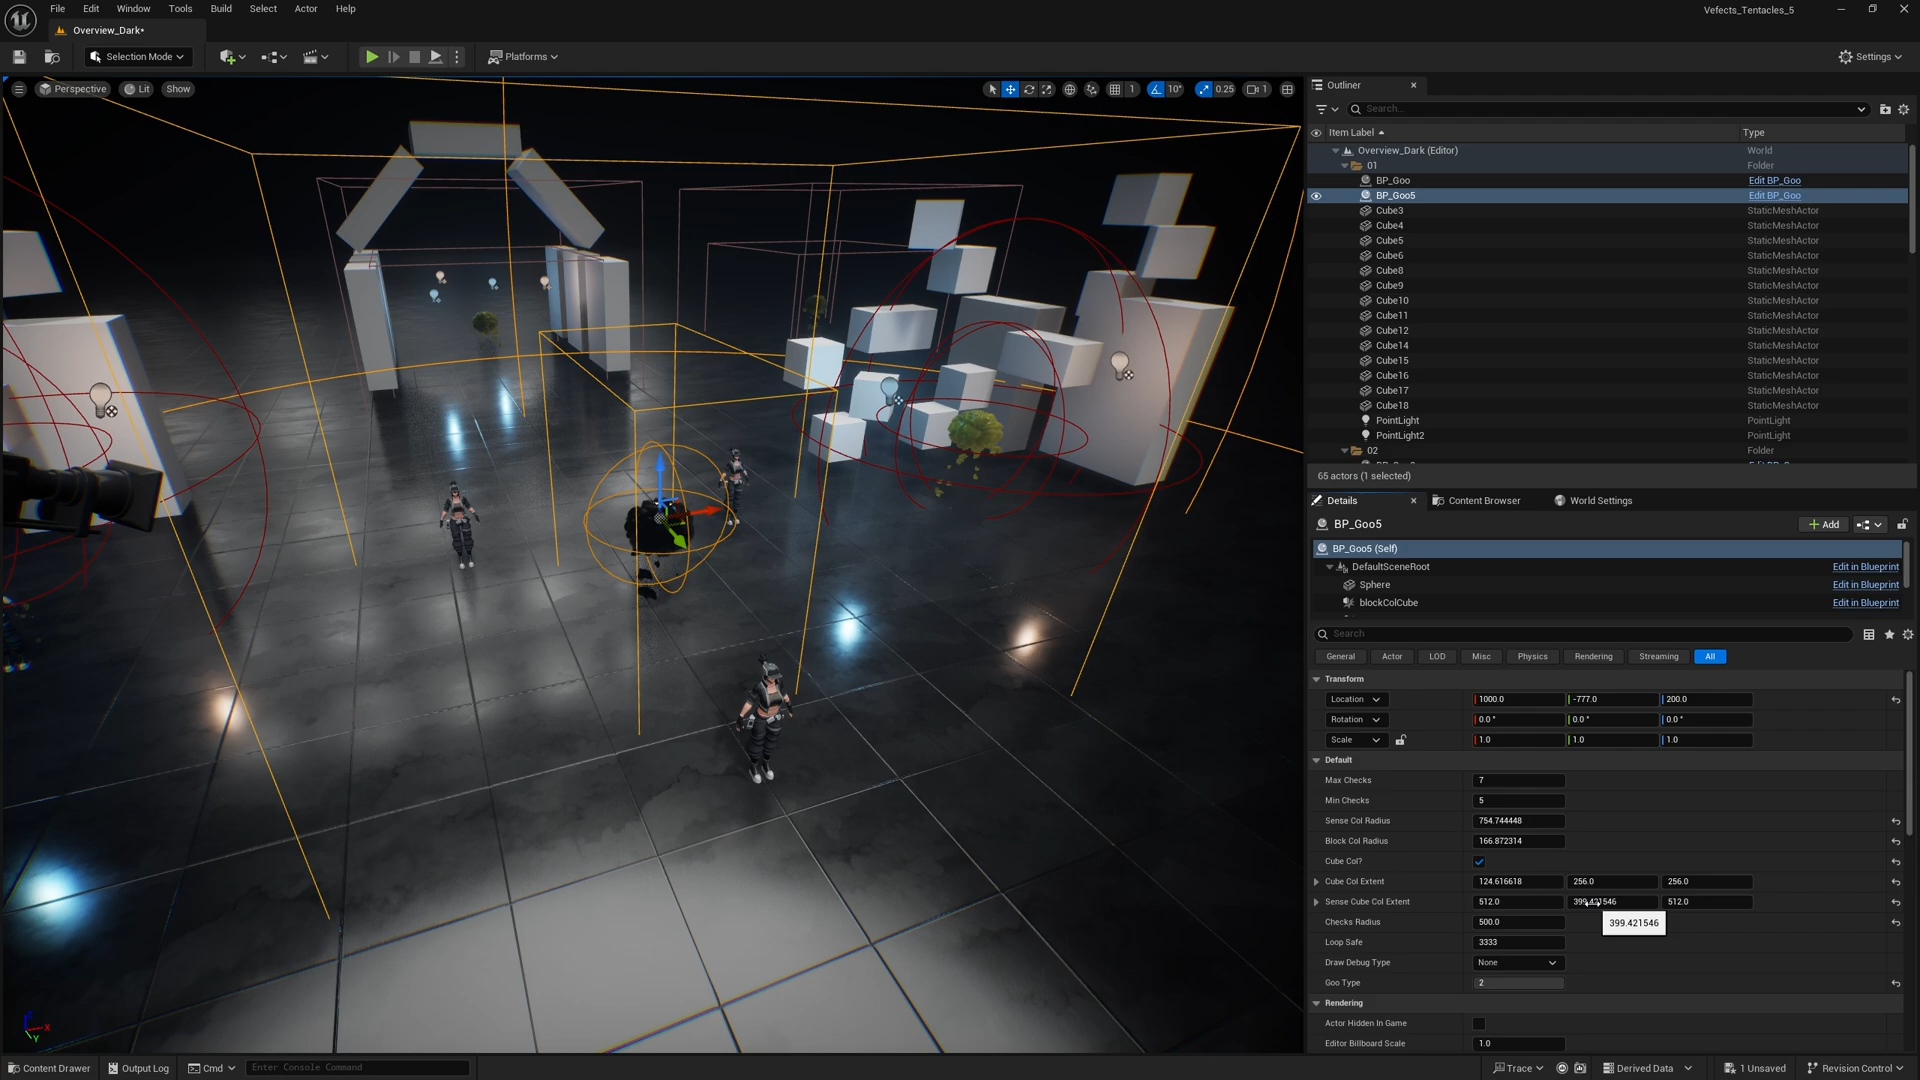 File Edit Window Tools Build Select Actor Help
Vefects_Tentacles_5
Overview_Dark*
Selection Mode
Platforms
Settings
Perspective Lit Show
1 10° 0.25 1
Outliner
Search...
Item Label Type
Overview_Dark (Editor) World
01 Folder
BP_Goo Edit BP_Goo
BP_Goo5 Edit BP_Goo
Cube3 StaticMeshActor
Cube4 StaticMeshActor
Cube5 StaticMeshActor
Cube6 StaticMeshActor
Cube8 StaticMeshActor
Cube9 StaticMeshActor
Cube10 StaticMeshActor
Cube11 StaticMeshActor
Cube12 StaticMeshActor
Cube14 StaticMeshActor
Cube15 StaticMeshActor
Cube16 StaticMeshActor
Cube17 StaticMeshActor
Cube18 StaticMeshActor
PointLight PointLight
PointLight2 PointLight
02 Folder
65 actors (1 selected)
Details Content Browser World Settings
BP_Goo5
Add
BP_Goo5 (Self)
DefaultSceneRoot Edit in Blueprint
Sphere Edit in Blueprint
blockColCube Edit in Blueprint
Search
General Actor LOD Misc Physics Rendering Streaming All
Transform
Location 1000.0 -777.0 200.0
Rotation 0.0° 0.0° 0.0°
Scale 1.0 1.0 1.0
Default
Max Checks 7
Min Checks 5
Sense Col Radius 754.744448
Block Col Radius 166.872314
Cube Col?
Cube Col Extent 124.616618 256.0 256.0
Sense Cube Col Extent 512.0 399.421546 512.0
Checks Radius 500.0
399.421546
Loop Safe 3333
Draw Debug Type None
Goo Type 2
Rendering
Actor Hidden In Game
Editor Billboard Scale 1.0
X
Y
Content Drawer Output Log Cmd Enter Console Command
Trace Derived Data 1 Unsaved Revision Control